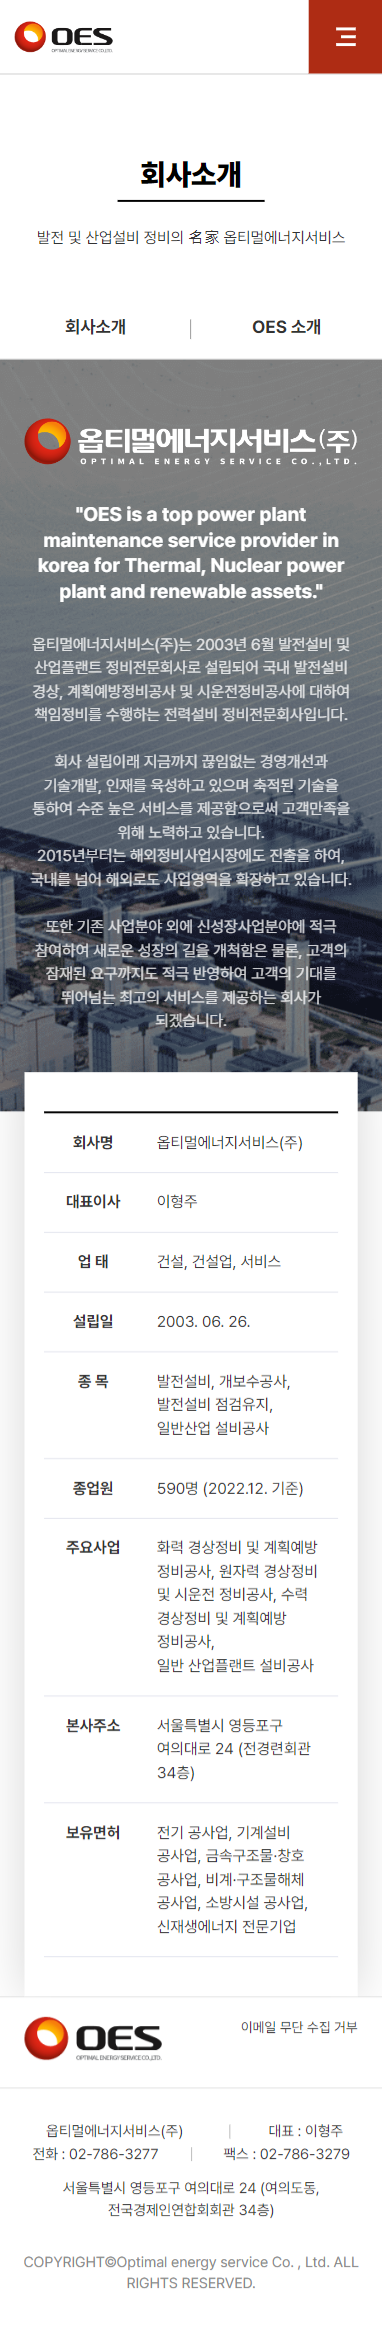 OES
OPTIMAL ENERGY SERVICE CO.,LTD.
회사소개
발전 및 산업설비 정비의 名家 옵티멀에너지서비스
회사소개 | OES 소개
옵티멀에너지서비스(주)
OPTIMAL ENERGY SERVICE CO.,LTD.
"OES is a top power plant
maintenance service provider in
korea for Thermal, Nuclear power
plant and renewable assets."
옵티멀에너지서비스(주)는 2003년 6월 발전설비 및
산업플랜트 정비전문회사로 설립되어 국내 발전설비
경상, 계획예방정비공사 및 시운전정비공사에 대하여
책임정비를 수행하는 전력설비 정비전문회사입니다.
회사 설립이래 지금까지 끊임없는 경영개선과
기술개발, 인재를 육성하고 있으며 축적된 기술을
통하여 수준 높은 서비스를 제공함으로써 고객만족을
위해 노력하고 있습니다.
2015년부터는 해외정비사업시장에도 진출을 하여,
국내를 넘어 해외로도 사업영역을 확장하고 있습니다.
또한 기존 사업분야 외에 신성장사업분야에 적극
참여하여 새로운 성장의 길을 개척함은 물론, 고객의
잠재된 요구까지도 적극 반영하여 고객의 기대를
뛰어넘는 최고의 서비스를 제공하는 회사가
되겠습니다.
회사명 옵티멀에너지서비스(주)
대표이사 이형주
업 태 건설, 건설업, 서비스
설립일 2003. 06. 26.
종 목 발전설비, 개보수공사,
발전설비 점검유지,
일반산업 설비공사
종업원 590명 (2022.12. 기준)
주요사업 화력 경상정비 및 계획예방
정비공사, 원자력 경상정비
및 시운전 정비공사, 수력
경상정비 및 계획예방
정비공사,
일반 산업플랜트 설비공사
본사주소 서울특별시 영등포구
여의대로 24 (전경련회관
34층)
보유면허 전기 공사업, 기계설비
공사업, 금속구조물·창호
공사업, 비계·구조물해체
공사업, 소방시설 공사업,
신재생에너지 전문기업
OES
OPTIMAL ENERGY SERVICE CO.,LTD.
이메일 무단 수집 거부
옵티멀에너지서비스(주) | 대표 : 이형주
전화 : 02-786-3277 | 팩스 : 02-786-3279
서울특별시 영등포구 여의대로 24 (여의도동,
전국경제인연합회회관 34층)
COPYRIGHT©Optimal energy service Co. , Ltd. ALL
RIGHTS RESERVED.